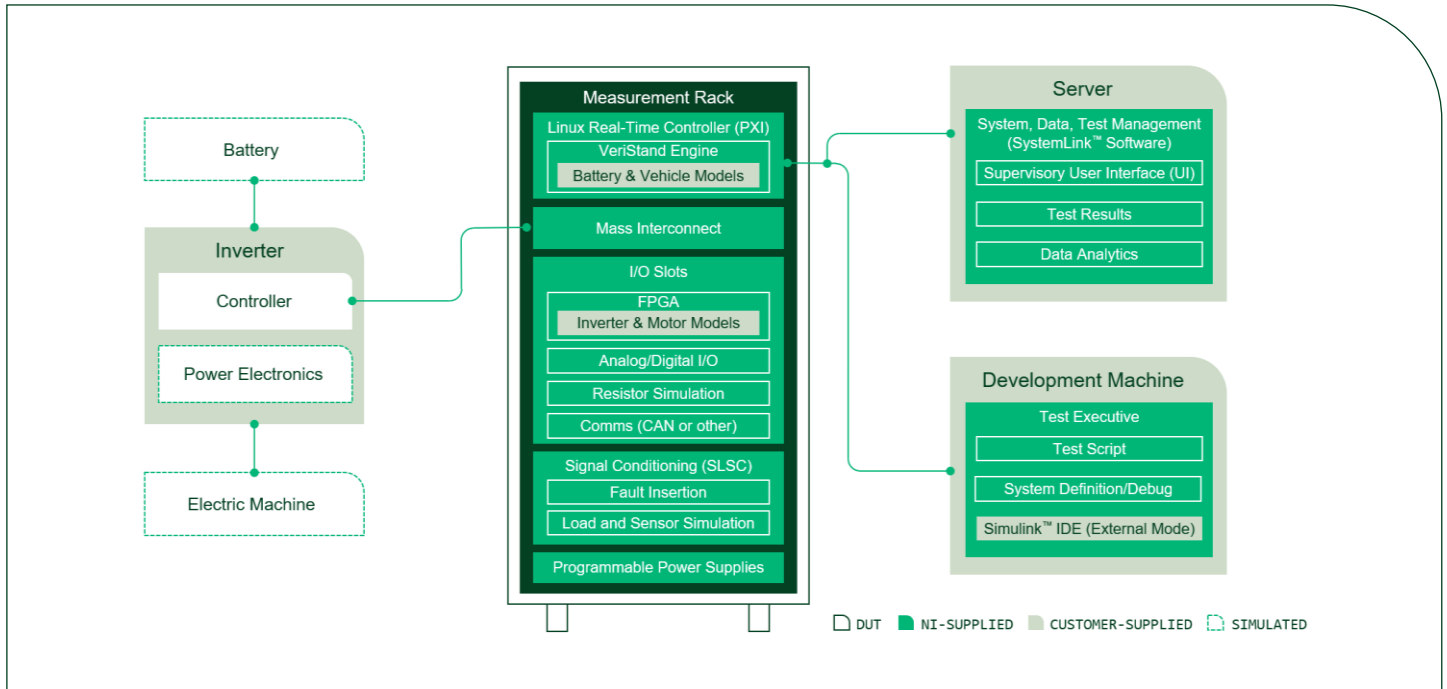 Battery
Inverter
Controller
Power Electronics
Electric Machine
Measurement Rack
Linux Real-Time Controller (PXI)
VeriStand Engine
Battery & Vehicle Models
Mass Interconnect
I/O Slots
FPGA
Inverter & Motor Models
Analog/Digital I/O
Resistor Simulation
Comms (CAN or other)
Signal Conditioning (SLSC)
Fault Insertion
Load and Sensor Simulation
Programmable Power Supplies
Server
System, Data, Test Management
(SystemLink™ Software)
Supervisory User Interface (UI)
Test Results
Data Analytics
Development Machine
Test Executive
Test Script
System Definition/Debug
Simulink™ IDE (External Mode)
DUT NI-SUPPLIED CUSTOMER-SUPPLIED SIMULATED